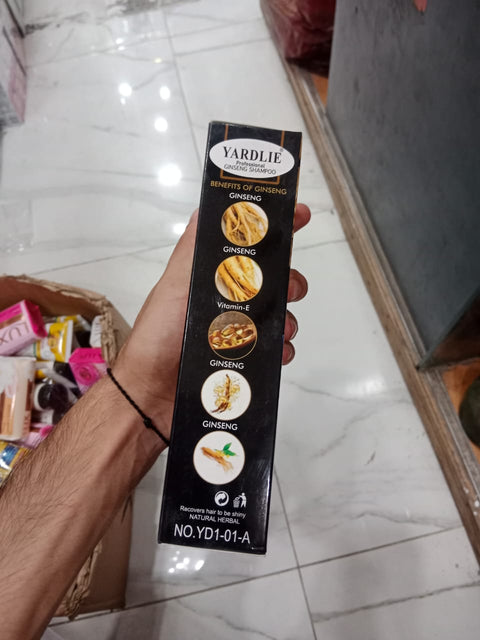 YARDLIE
Professional
GINSENG SHAMPOO
BENEFITS OF GINSENG
GINSENG
GINSENG
Vitamin-E
GINSENG
GINSENG
Recovers hair to be shiny
NATURAL HERBAL
NO.YD1-01-A
LUX